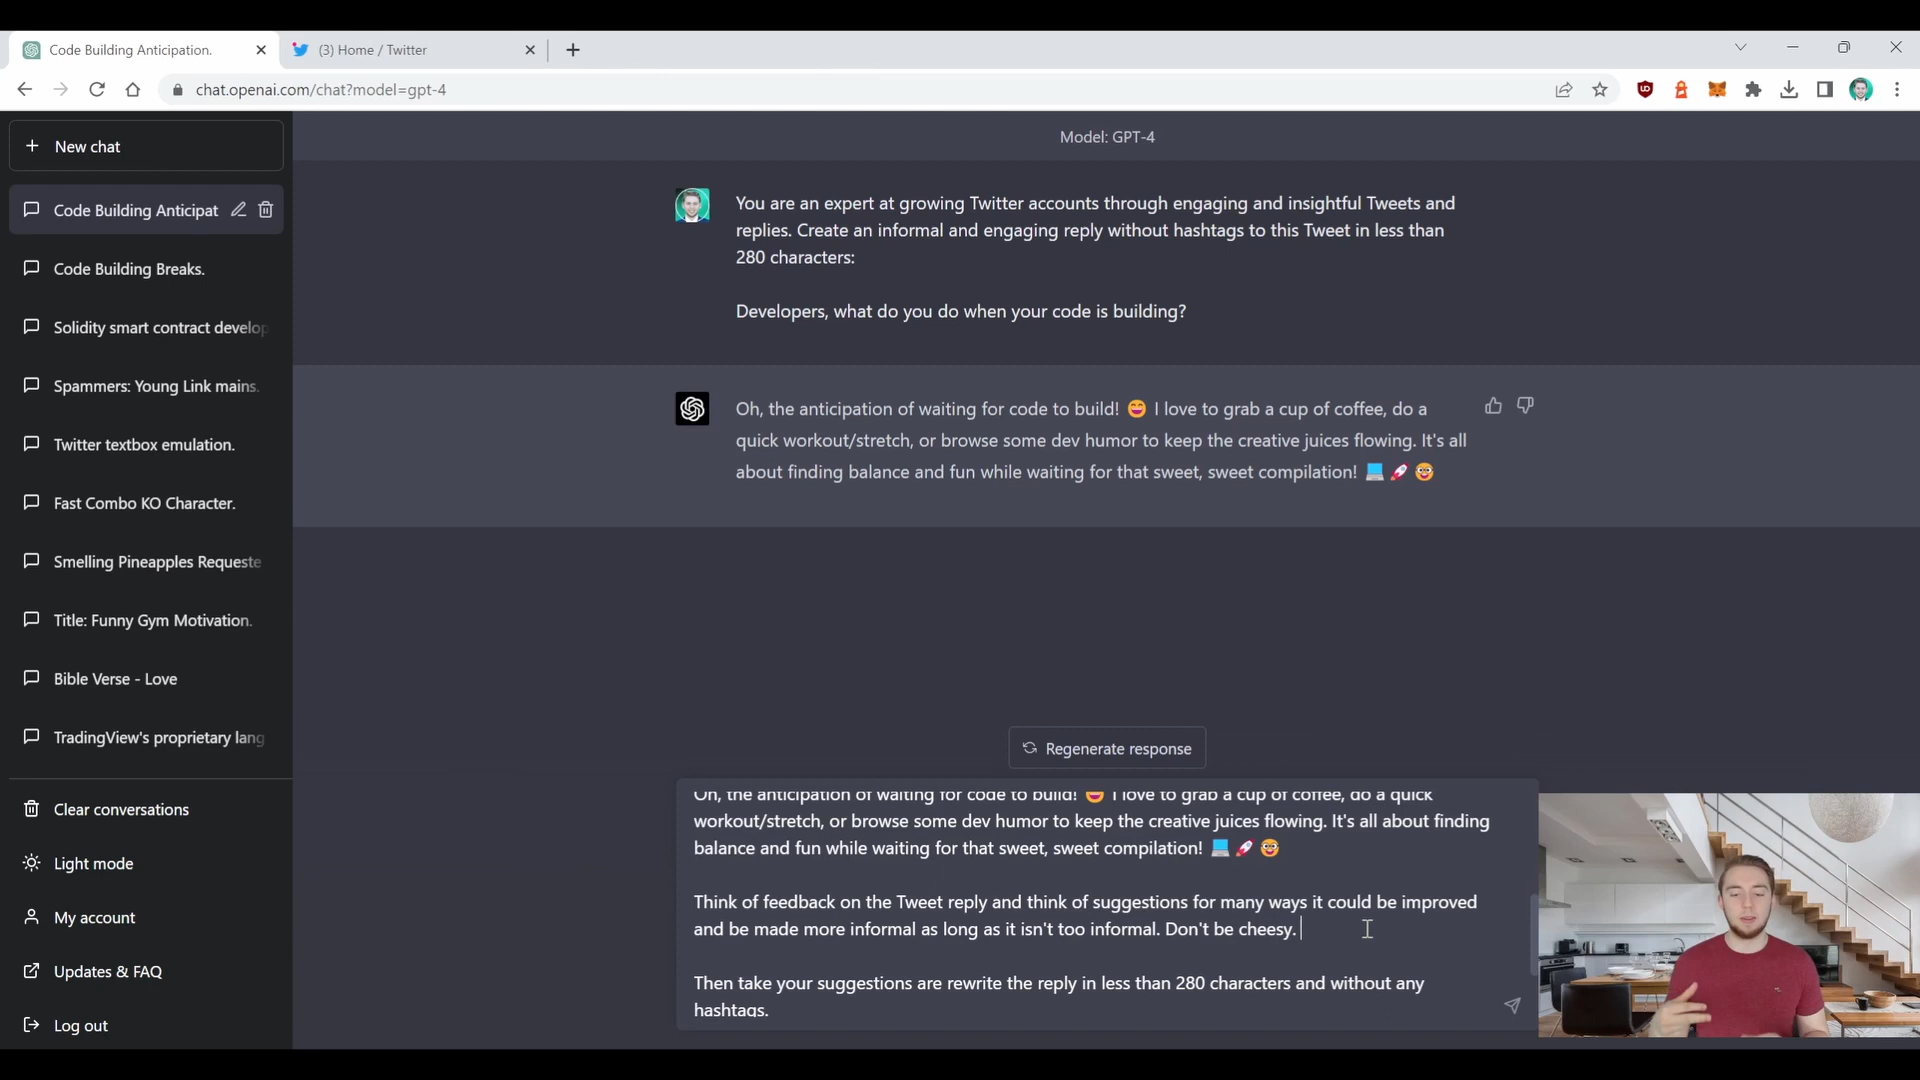 Code Building Anticipation.
(3) Home / Twitter
chat.openai.com/chat?model=gpt-4
New chat
Code Building Anticipat
Code Building Breaks.
Solidity smart contract develop
Spammers: Young Link mains.
Twitter textbox emulation.
Fast Combo KO Character.
Smelling Pineapples Requeste
Title: Funny Gym Motivation.
Bible Verse - Love
TradingView's proprietary lang
Clear conversations
Light mode
My account
Updates & FAQ
Log out
Model: GPT-4
You are an expert at growing Twitter accounts through engaging and insightful Tweets and
replies. Create an informal and engaging reply without hashtags to this Tweet in less than
280 characters:
Developers, what do you do when your code is building?
Oh, the anticipation of waiting for code to build! 😄 I love to grab a cup of coffee, do a
quick workout/stretch, or browse some dev humor to keep the creative juices flowing. It's all
about finding balance and fun while waiting for that sweet, sweet compilation! 💻 🚀 🤓
Regenerate response
Oh, the anticipation of waiting for code to build! 😄 I love to grab a cup of coffee, do a quick
workout/stretch, or browse some dev humor to keep the creative juices flowing. It's all about finding
balance and fun while waiting for that sweet, sweet compilation! 💻 🚀 🤓
Think of feedback on the Tweet reply and think of suggestions for many ways it could be improved
and be made more informal as long as it isn't too informal. Don't be cheesy.
Then take your suggestions are rewrite the reply in less than 280 characters and without any
hashtags.